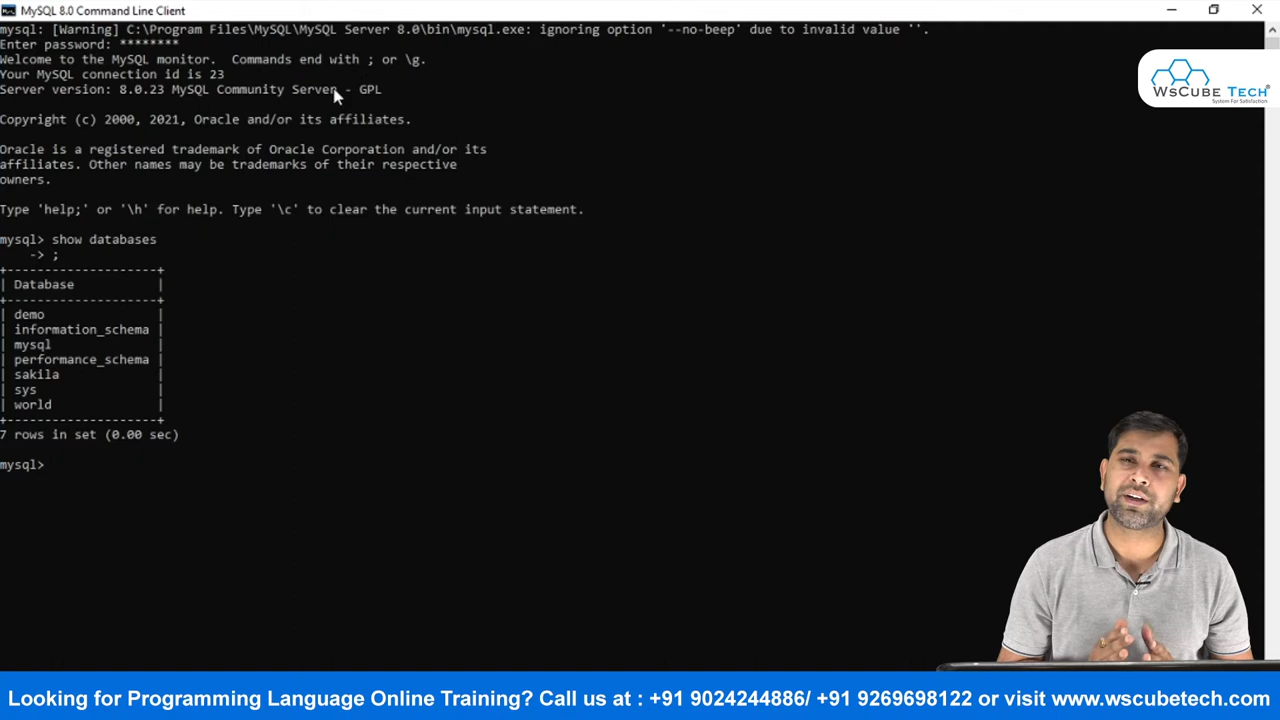 MySQL 8.0 Command Line Client
mysql: [Warning] C:\Program Files\MySQL\MySQL Server 8.0\bin\mysql.exe: ignoring option '--no-beep' due to invalid value ''.
Enter password: ********
Welcome to the MySQL monitor.  Commands end with ; or \g.
Your MySQL connection id is 23
Server version: 8.0.23 MySQL Community Server - GPL
WsCube Tech
System For Satisfaction
Copyright (c) 2000, 2021, Oracle and/or its affiliates.
Oracle is a registered trademark of Oracle Corporation and/or its
affiliates. Other names may be trademarks of their respective
owners.
Type 'help;' or '\h' for help. Type '\c' to clear the current input statement.
mysql> show databases
    -> ;
+--------------------+
| Database           |
+--------------------+
| demo               |
| information_schema |
| mysql              |
| performance_schema |
| sakila             |
| sys                |
| world              |
+--------------------+
7 rows in set (0.00 sec)
mysql>
Looking for Programming Language Online Training? Call us at : +91 9024244886/ +91 9269698122 or visit www.wscubetech.com